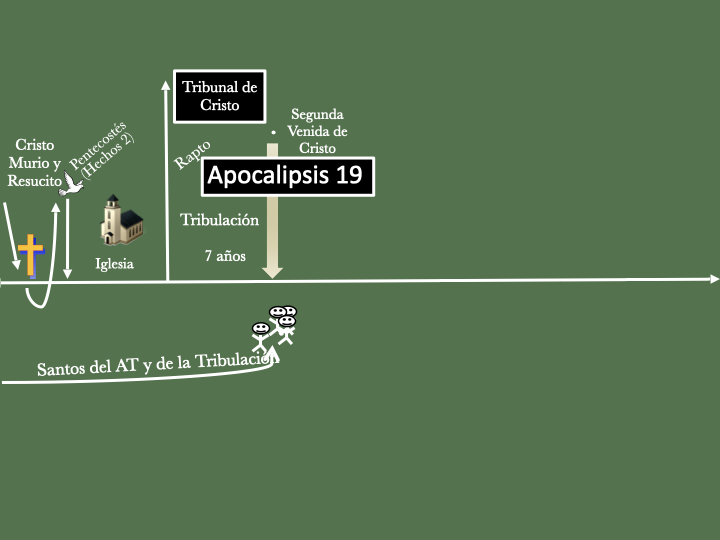 Tribunal de
Cristo
Segunda
Venida de
Cristo
Cristo
Murio y
Resucito
Pentecostés
(Hechos 2)
Rapto
Apocalipsis 19
Tribulación
7 años
Iglesia
Santos del AT y de la Tribulación